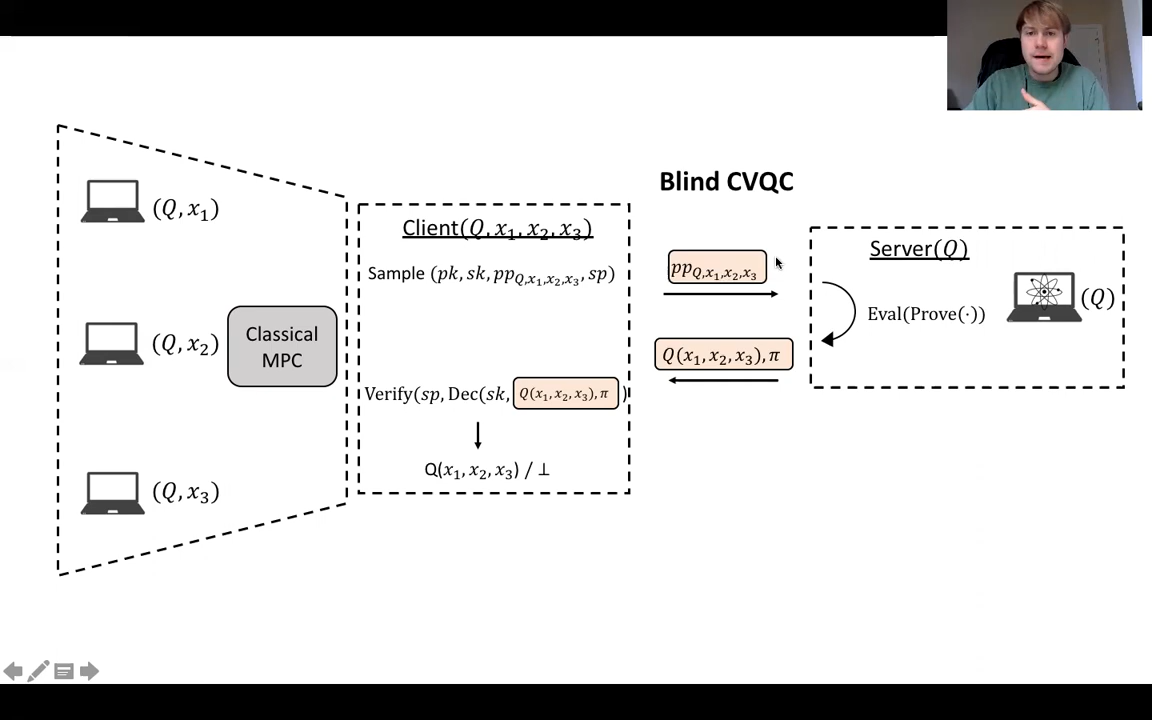 Blind CVQC
(Q, x₁)
(Q, x₂)
(Q, x₃)
Classical
MPC
Client(Q, x₁, x₂, x₃)
Sample (pk, sk, pp_{Q,x₁,x₂,x₃}, sp)
Verify(sp, Dec(sk, Q(x₁, x₂, x₃), π )
Q(x₁, x₂, x₃) / ⊥
pp_{Q,x₁,x₂,x₃}
Q(x₁, x₂, x₃), π
Server(Q)
Eval(Prove(·))
(Q)